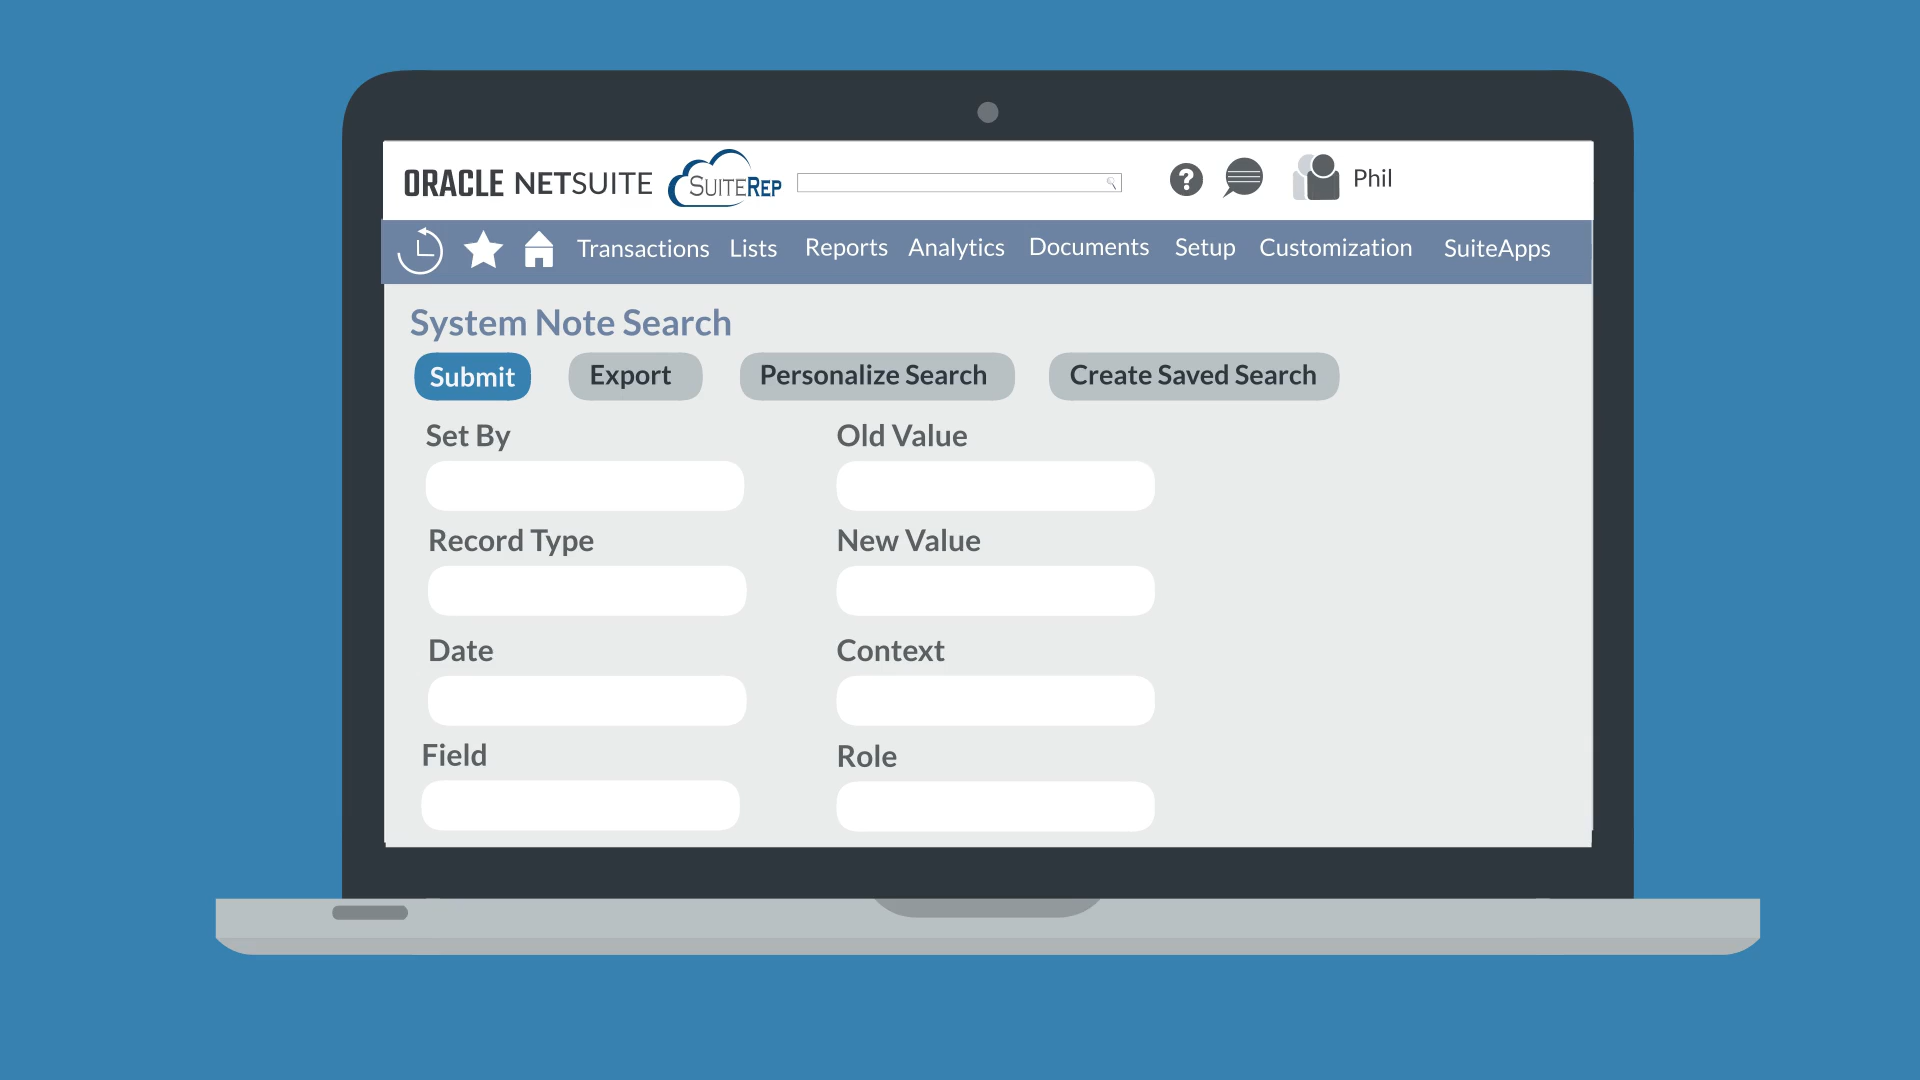 ORACLE NETSUITE SUITEREP ? Phil
Transactions Lists Reports Analytics Documents Setup Customization SuiteApps
System Note Search
Submit Export Personalize Search Create Saved Search
Set By Old Value
Record Type New Value
Date Context
Field Role